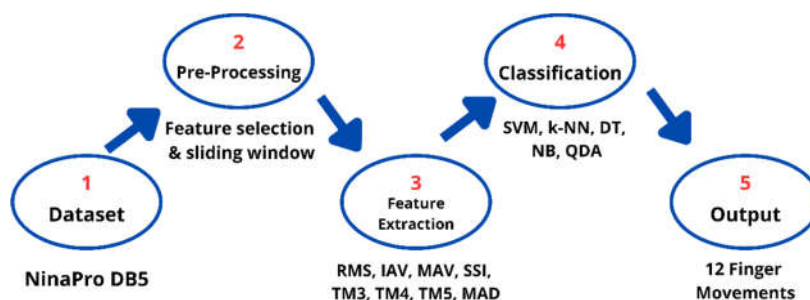 1
Dataset
NinaPro DB5
2
Pre-Processing
Feature selection
& sliding window
3
Feature
Extraction
RMS, IAV, MAV, SSI,
TM3, TM4, TM5, MAD
4
Classification
SVM, k-NN, DT,
NB, QDA
5
Output
12 Finger
Movements